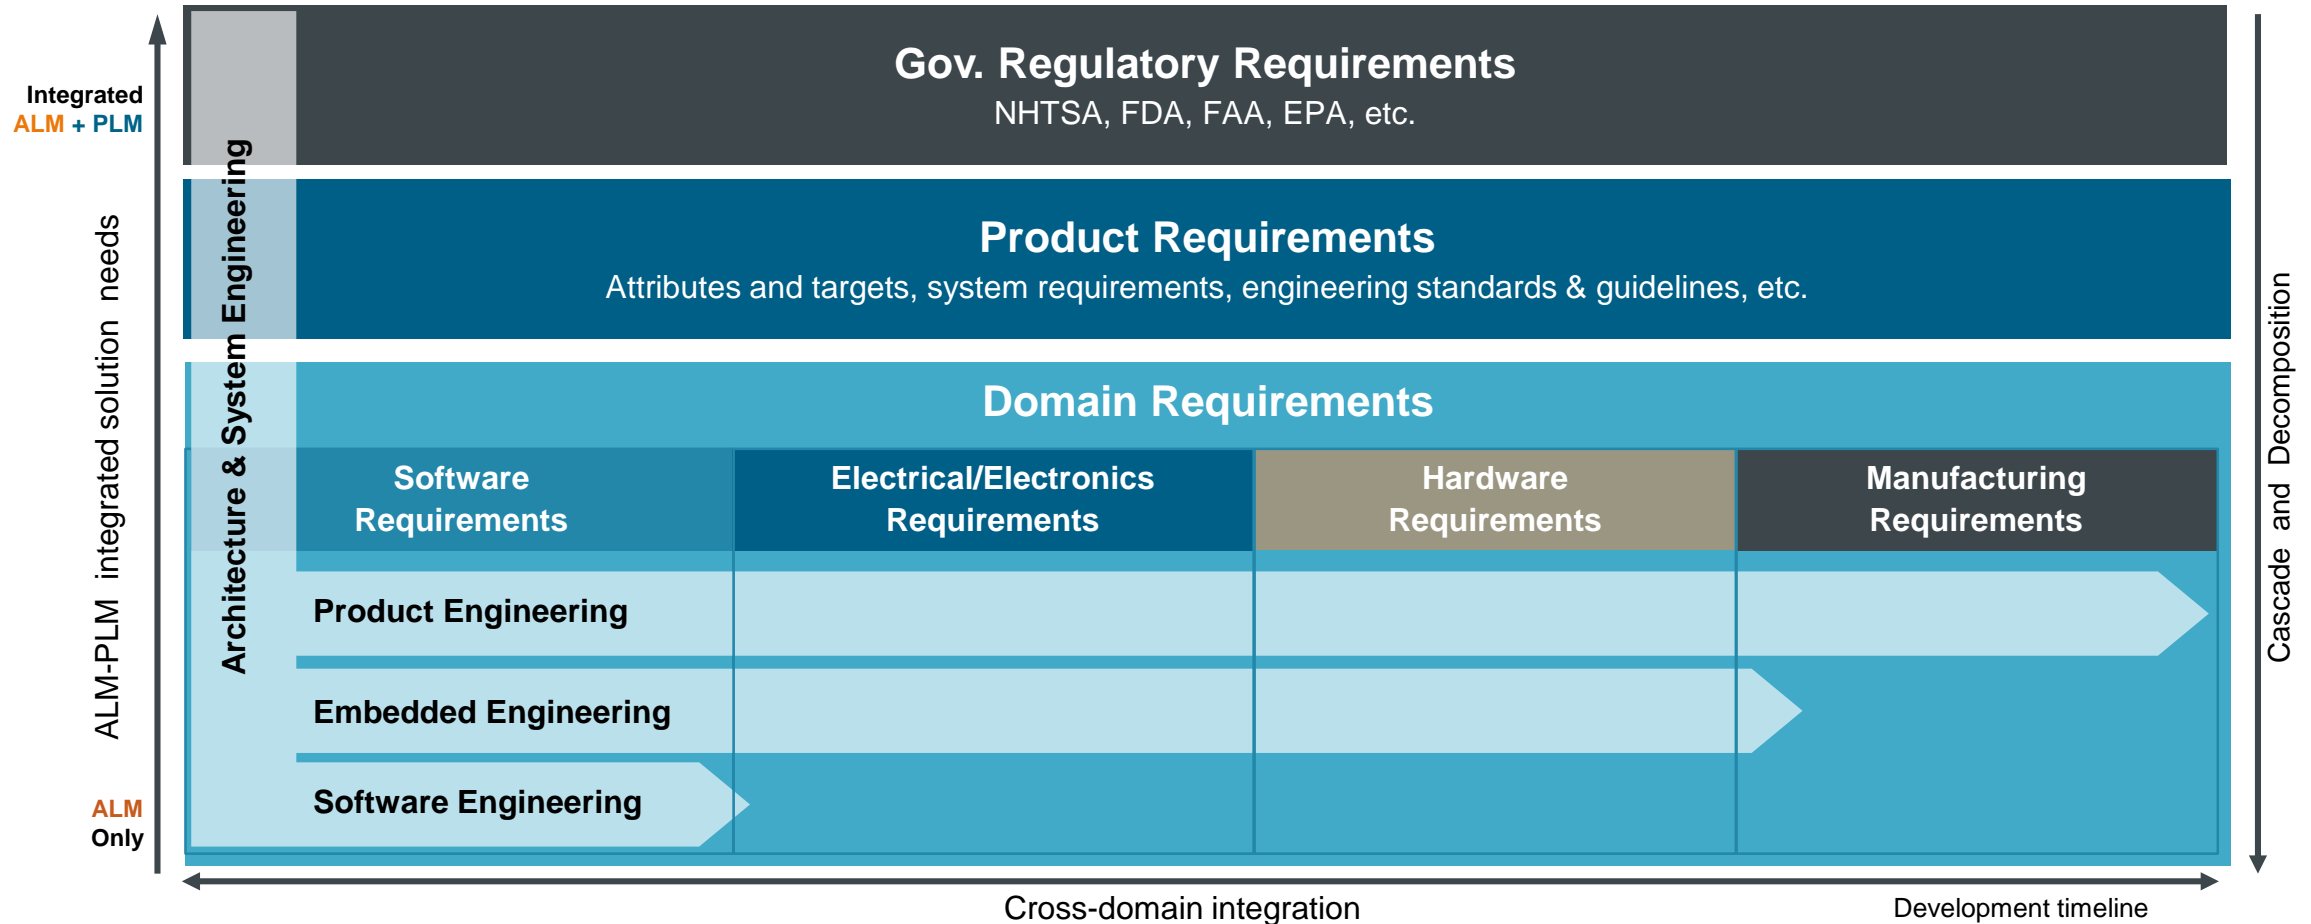 Gov. Regulatory Requirements
NHTSA, FDA, FAA, EPA, etc.
Integrated
ALM + PLM
ALM-PLM integrated solution needs
ALM
Only
Architecture & System Engineering
Product Requirements
Attributes and targets, system requirements, engineering standards & guidelines, etc.
Domain Requirements
Software
Requirements
Electrical/Electronics
Requirements
Hardware
Requirements
Manufacturing
Requirements
Product Engineering
Embedded Engineering
Software Engineering
Cascade and Decomposition
Cross-domain integration
Development timeline